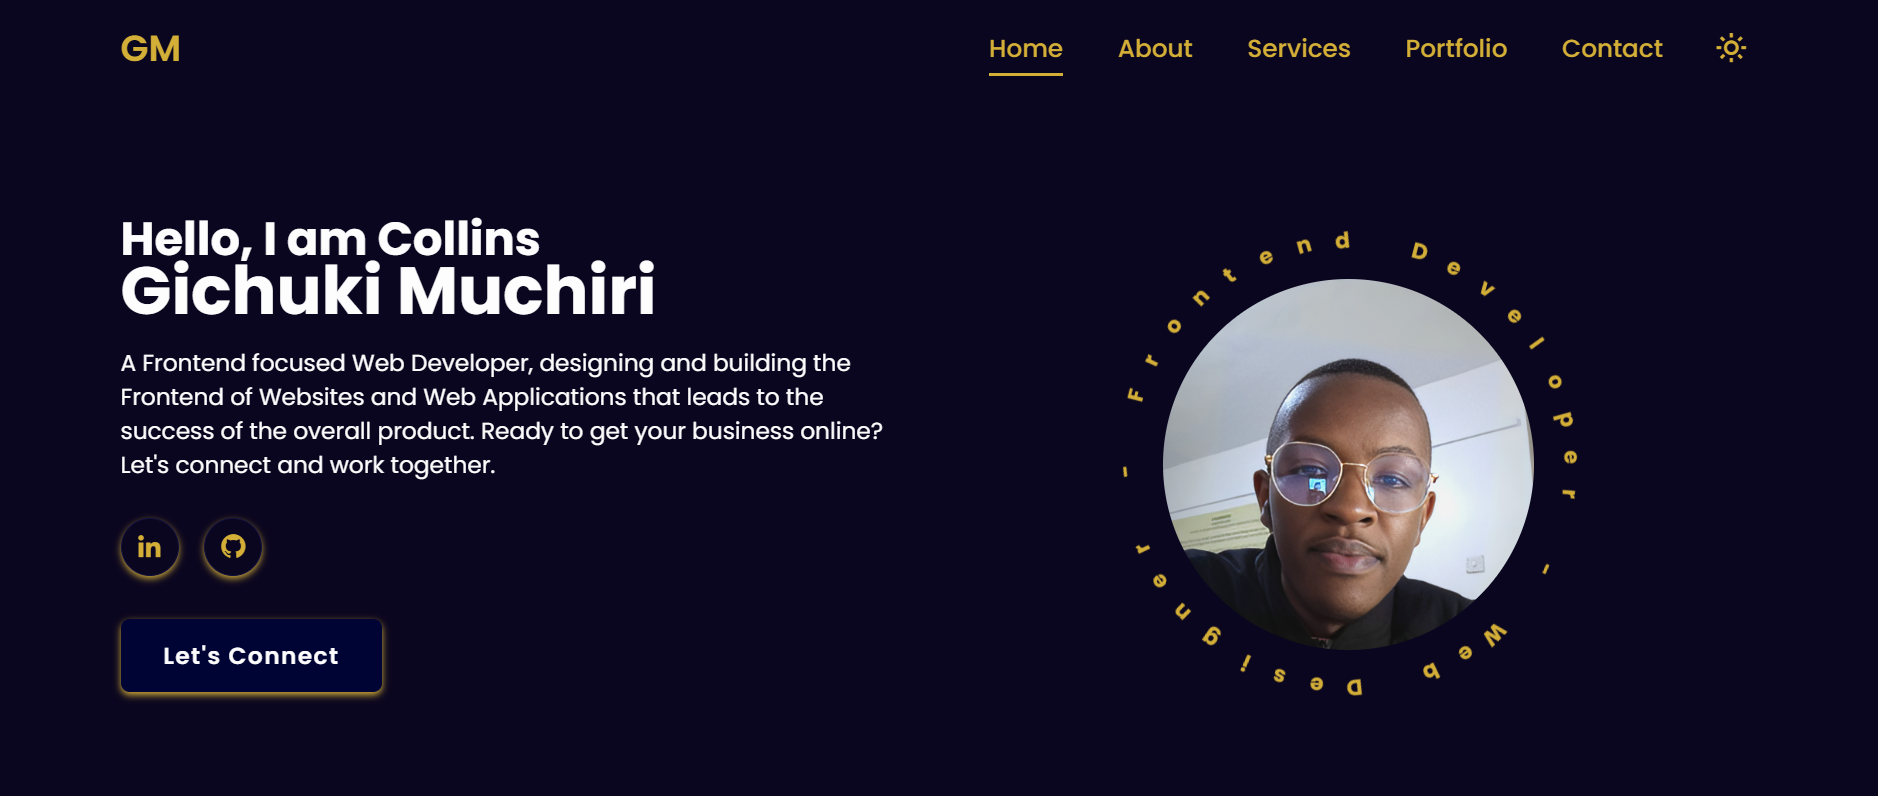 GM
Home About Services Portfolio Contact
Hello, I am Collins
Gichuki Muchiri
A Frontend focused Web Developer, designing and building the
Frontend of Websites and Web Applications that leads to the
success of the overall product. Ready to get your business online?
Let's connect and work together.
in
Let's Connect
- Frontend Developer - Web Designer